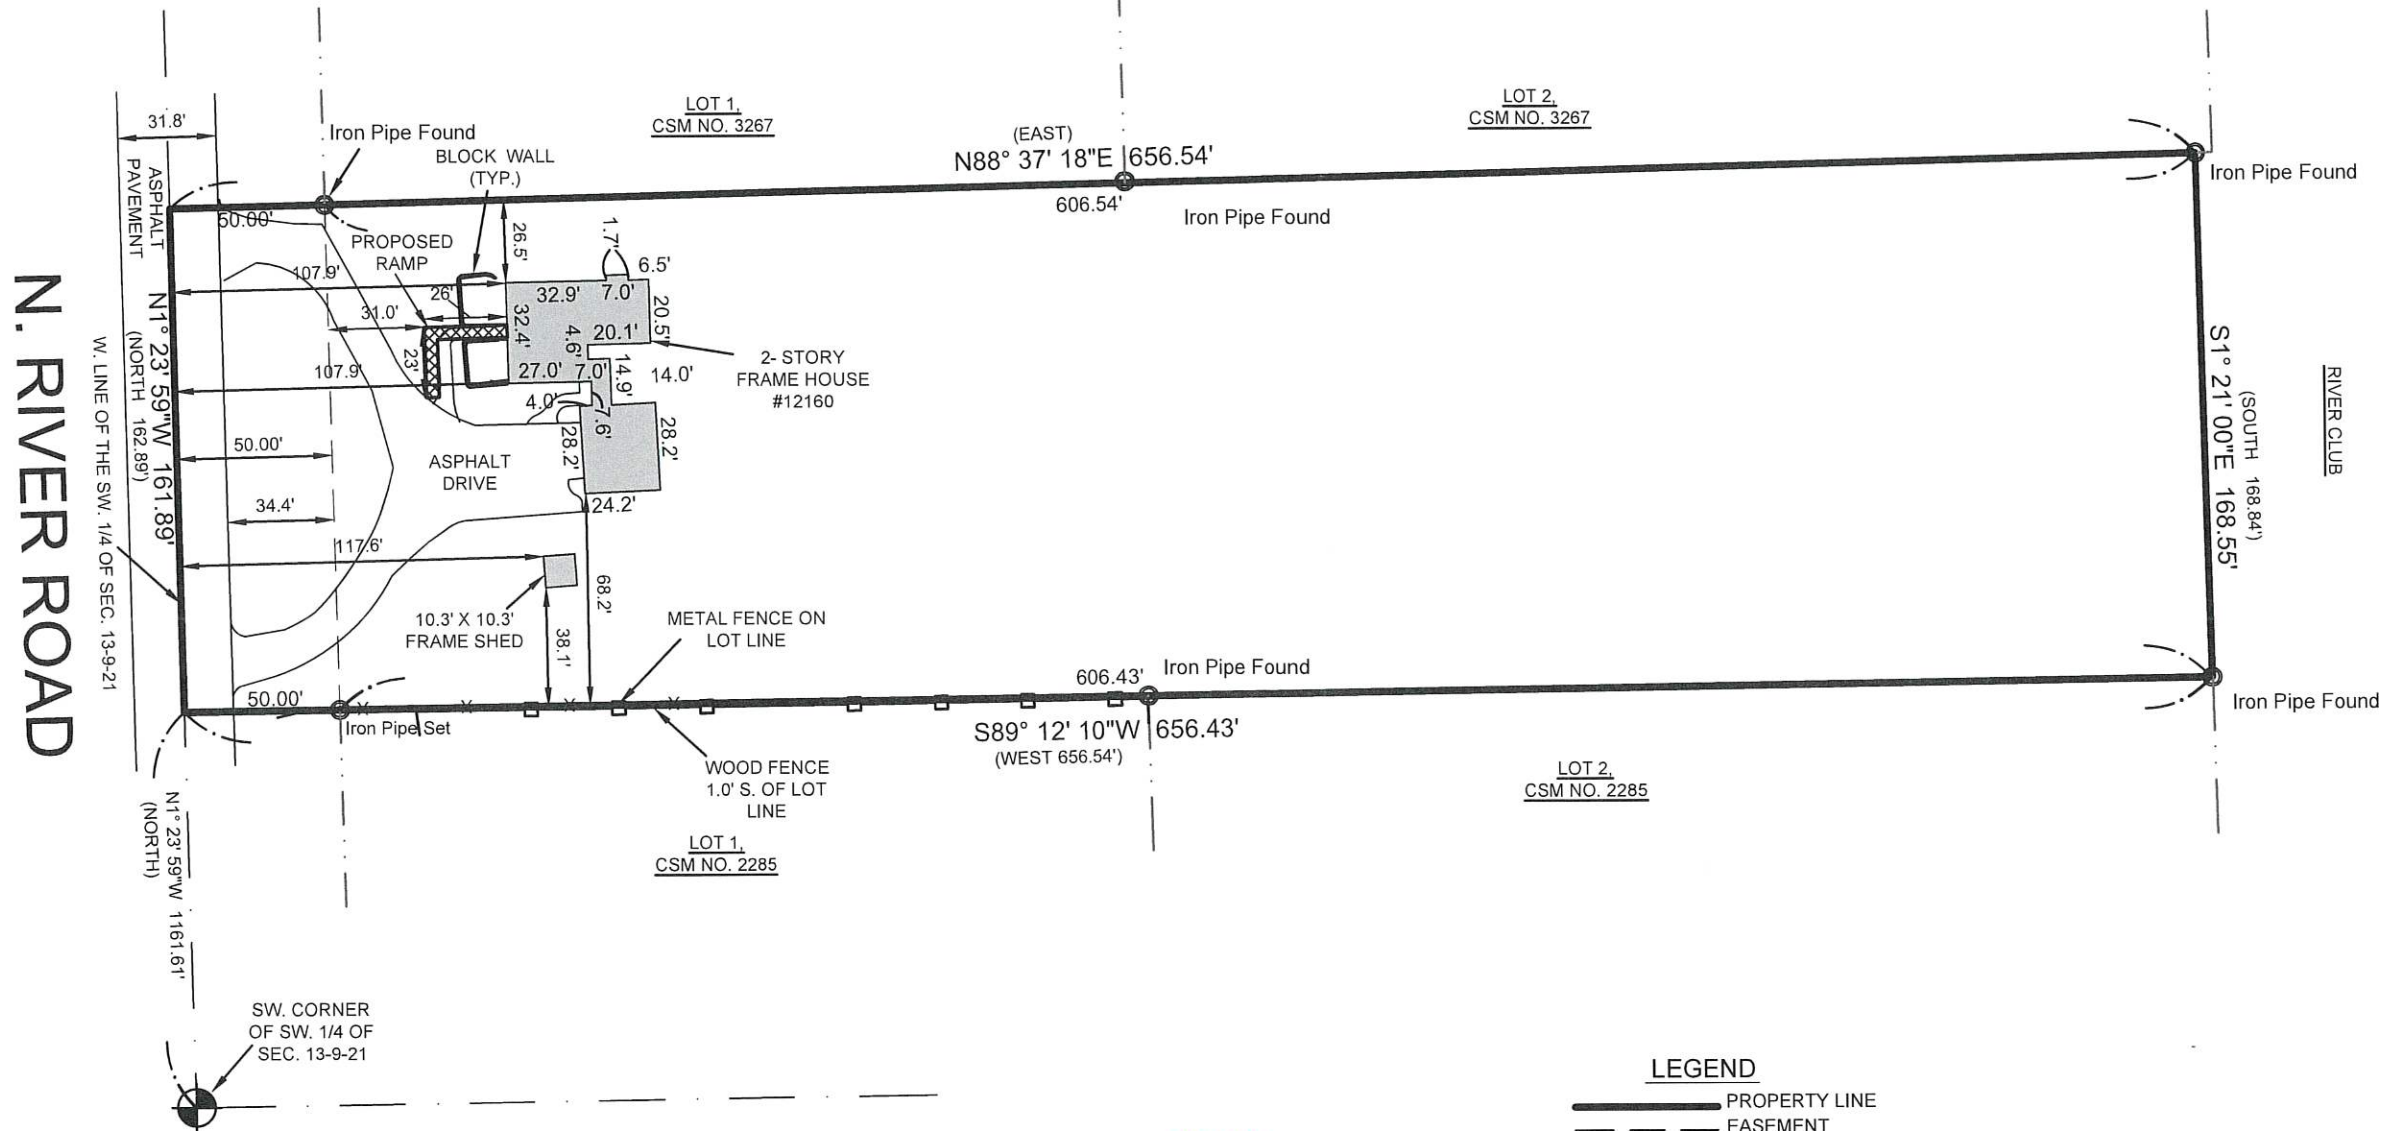 31.8'
ASPHALT
PAVEMENT
Iron Pipe Found
BLOCK WALL
(TYP.)
LOT 1,
CSM NO. 3267
(EAST)
N88° 37' 18"E 656.54'
606.54'
Iron Pipe Found
LOT 2,
CSM NO. 3267
Iron Pipe Found
50.00'
PROPOSED
RAMP
26.5'
1.7'
6.5'
107.9'
26'
32.9'
7.0'
31.0'
32.4'
20.5'
4.6'
20.1'
23'
107.9'
27.0'
7.0'
14.9'
14.0'
2- STORY
FRAME HOUSE
#12160
4.0'
7.6'
28.2'
28.2'
24.2'
50.00'
ASPHALT
DRIVE
34.4'
117.6'
68.2'
10.3' X 10.3'
FRAME SHED
38.1'
METAL FENCE ON
LOT LINE
N. RIVER ROAD
W. LINE OF THE SW. 1/4 OF SEC. 13-9-21
(NORTH 162.89')
N1° 23' 59"W 161.89'
S1° 21' 00"E 168.55'
(SOUTH 168.84')
RIVER CLUB
50.00'
Iron Pipe Set
606.43'
Iron Pipe Found
S89° 12' 10"W 656.43'
(WEST 656.54')
Iron Pipe Found
WOOD FENCE
1.0' S. OF LOT
LINE
LOT 2,
CSM NO. 2285
LOT 1,
CSM NO. 2285
N1° 23' 59"W 1161.61'
(NORTH)
SW. CORNER
OF SW. 1/4 OF
SEC. 13-9-21
LEGEND
PROPERTY LINE
EASEMENT